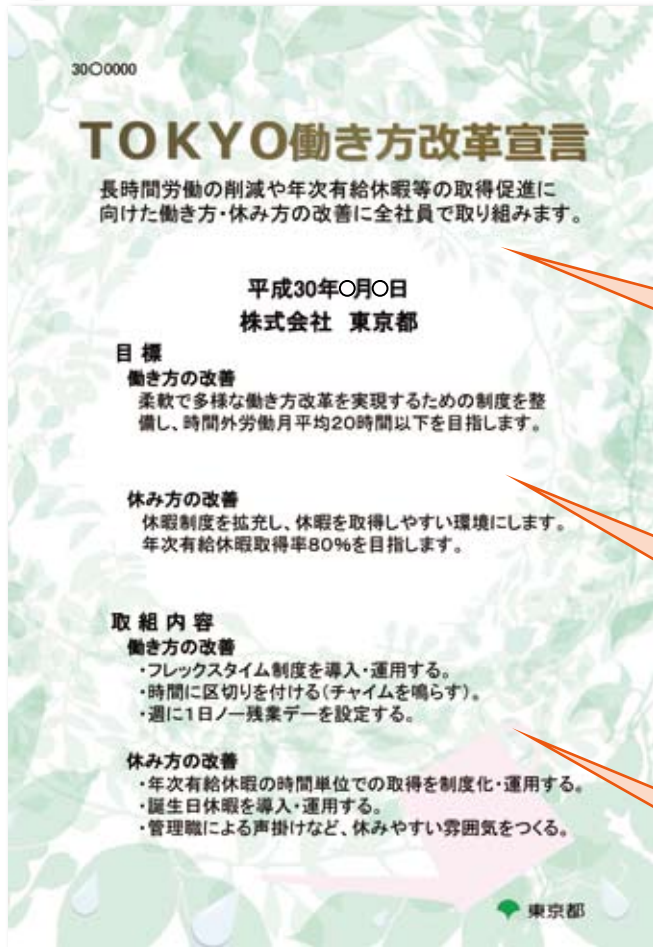 30○0000
TOKYO働き方改革宣言
長時間労働の削減や年次有給休暇等の取得促進に
向けた働き方・休み方の改善に全社員で取り組みます。
平成30年○月○日
株式会社 東京都
目 標
働き方の改善
柔軟で多様な働き方改革を実現するための制度を整
備し、時間外労働月平均20時間以下を目指します。
休み方の改善
休暇制度を拡充し、休暇を取得しやすい環境にします。
年次有給休暇取得率80%を目指します。
取 組 内 容
働き方の改善
・フレックスタイム制度を導入・運用する。
・時間に区切りを付ける(チャイムを鳴らす)。
・週に1日ノー残業デーを設定する。
休み方の改善
・年次有給休暇の時間単位での取得を制度化・運用する。
・誕生日休暇を導入・運用する。
・管理職による声掛けなど、休みやすい雰囲気をつくる。
東京都